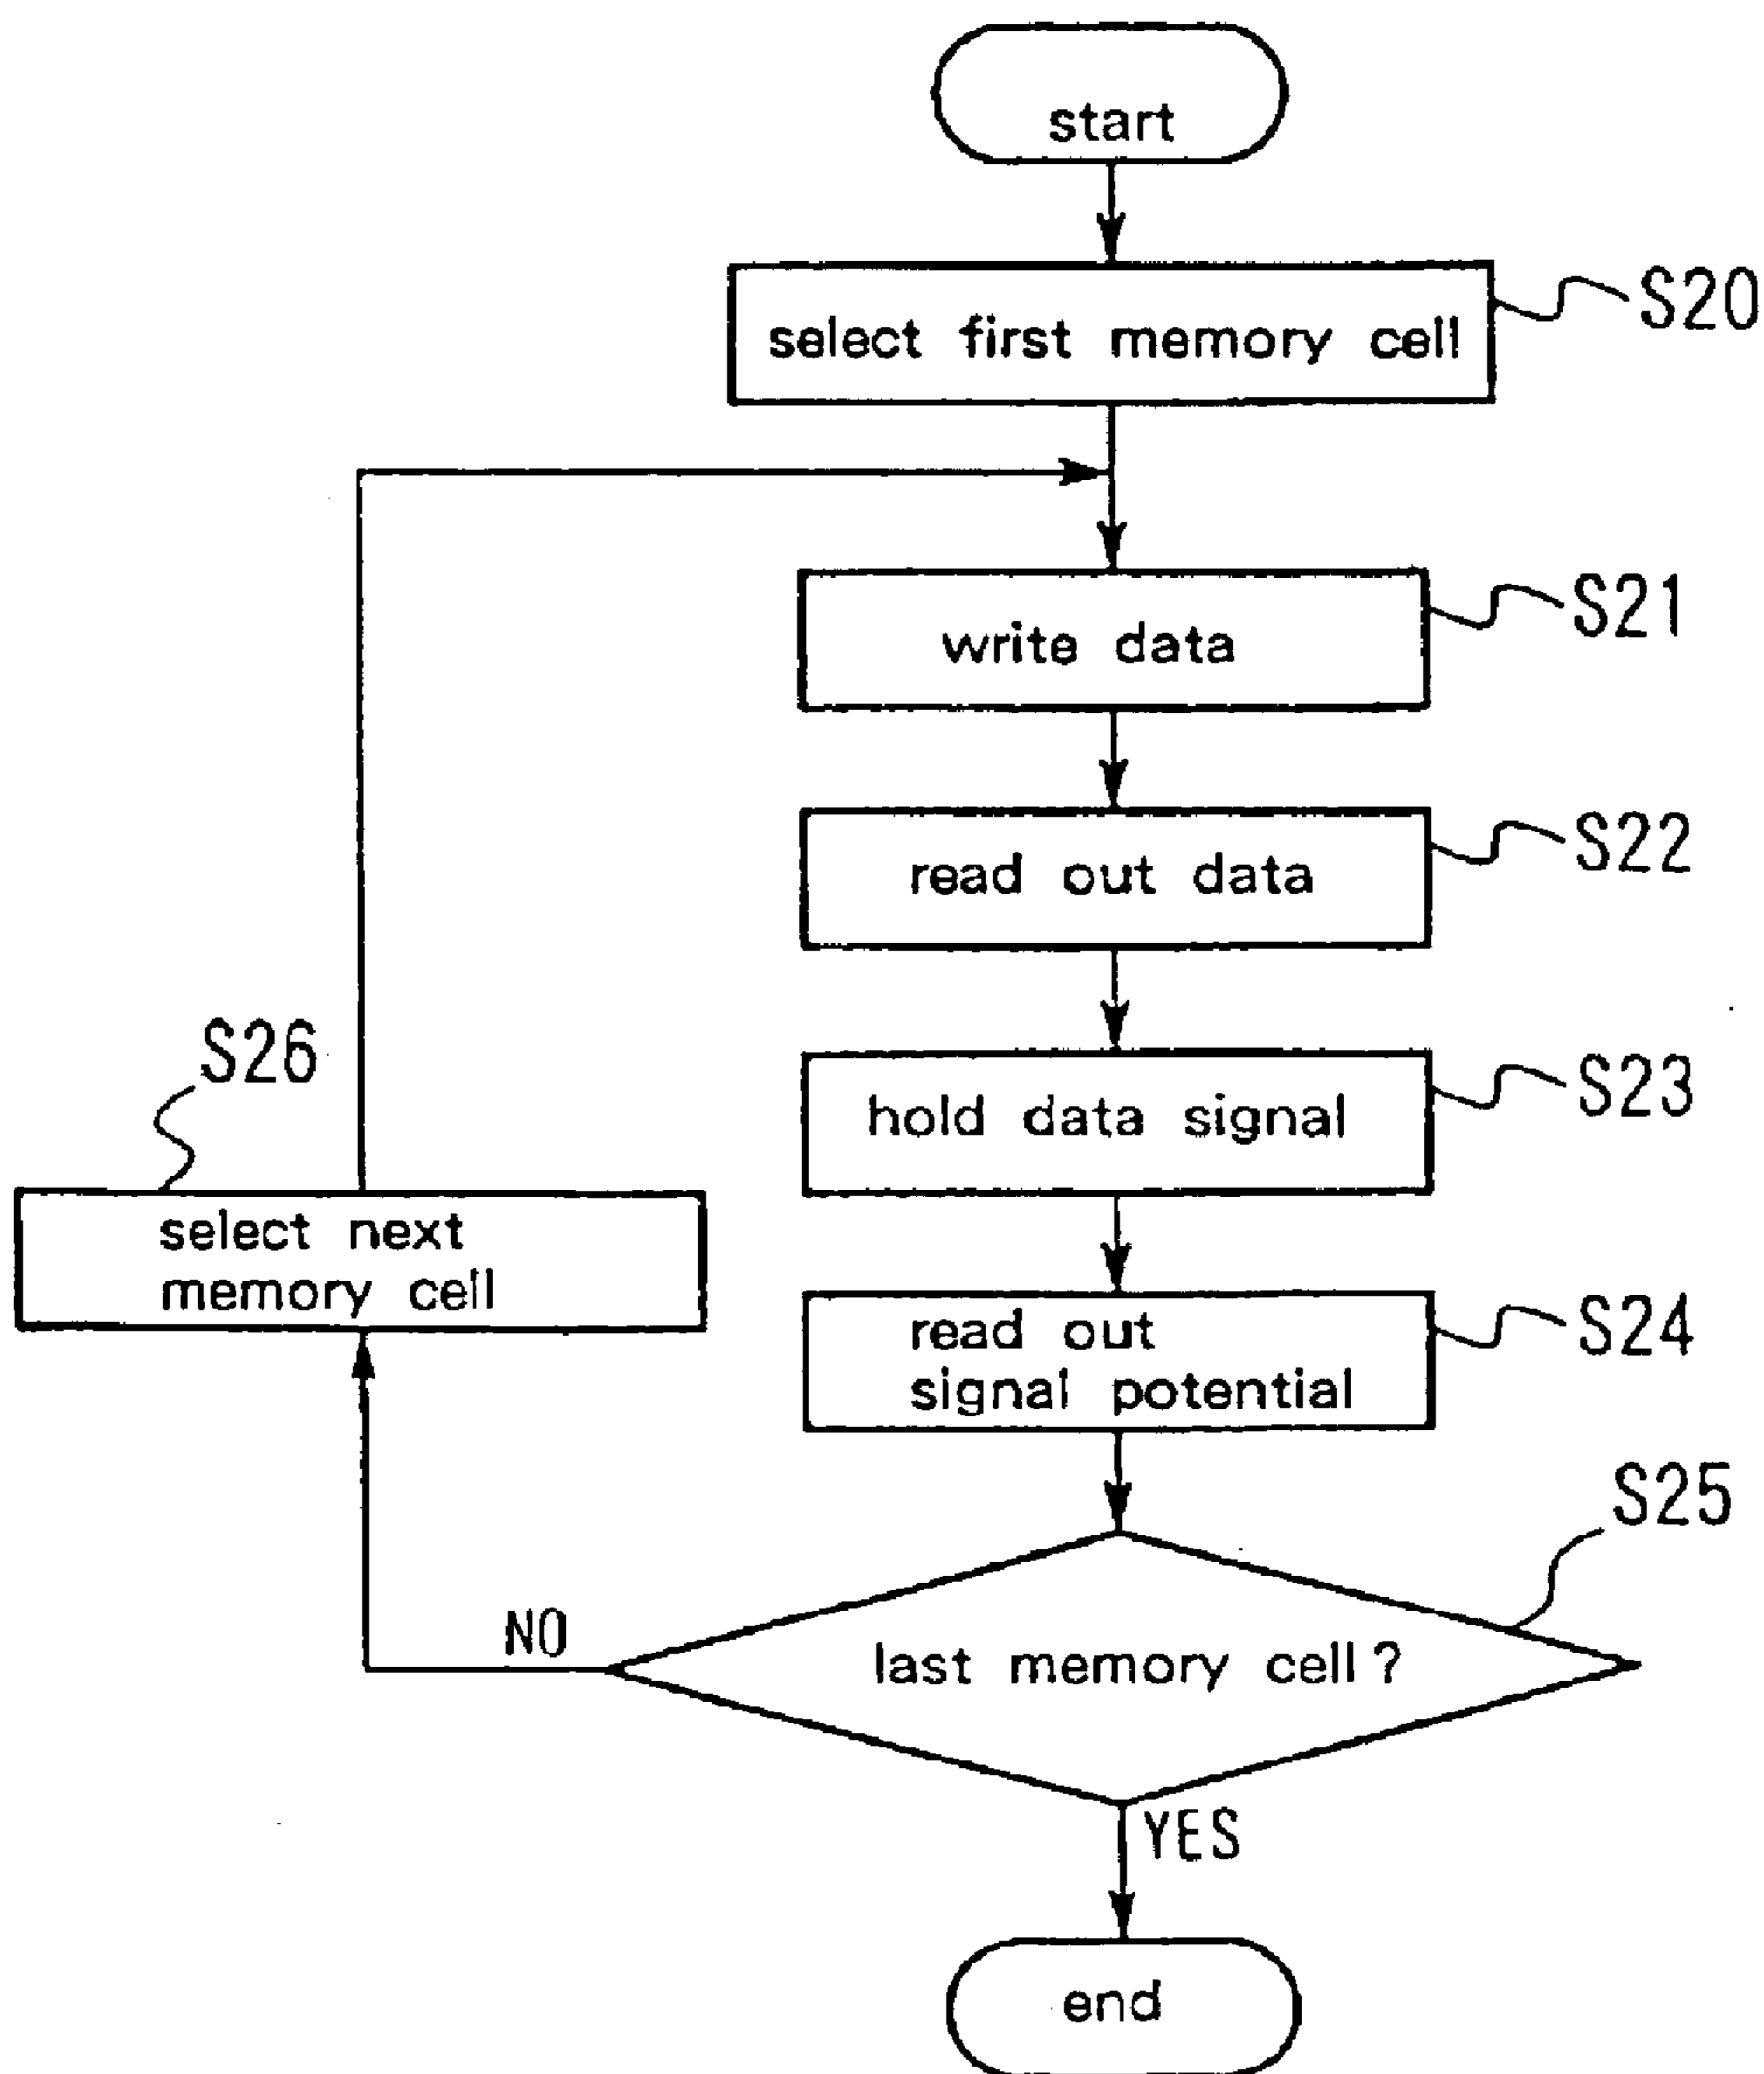 start
select first memory cell
S20
write data
S21
read out data
S22
hold data signal
S23
S26
select next
memory cell
read out
signal potential
S24
S25
last memory cell?
NO
YES
end